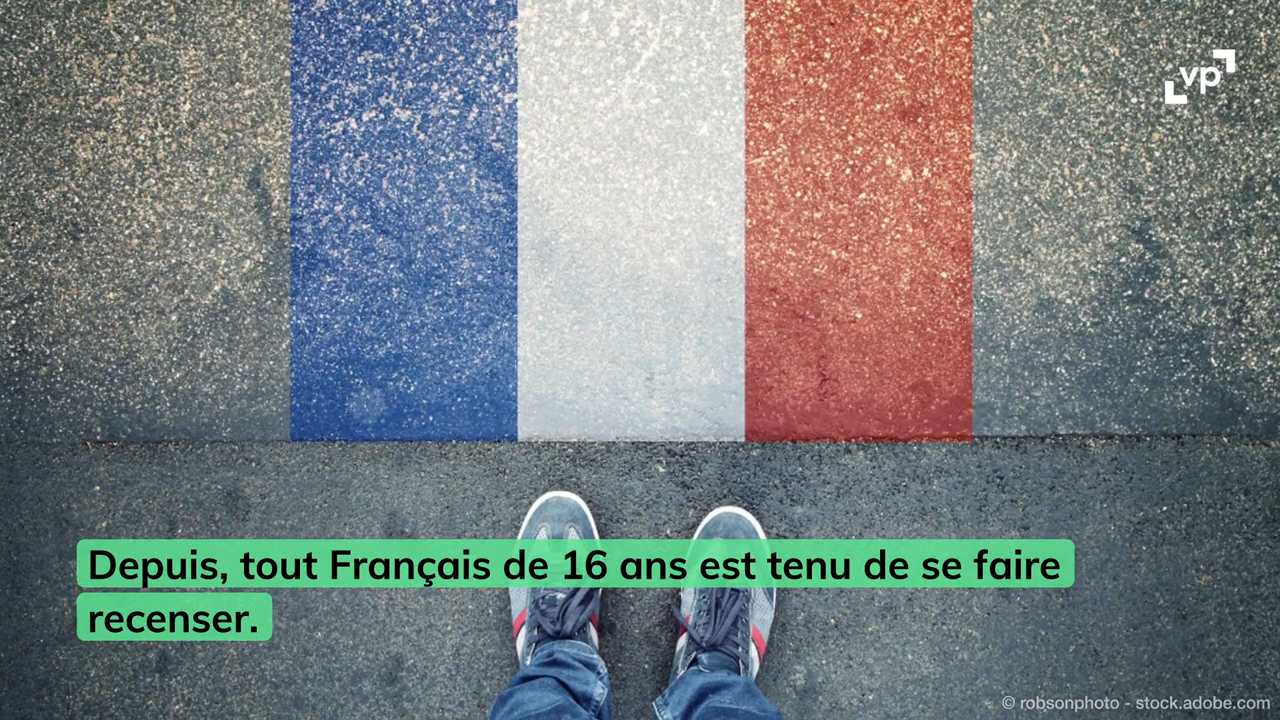 vp
Depuis, tout Français de 16 ans est tenu de se faire
recenser.
© robsonphoto - stock.adobe.com